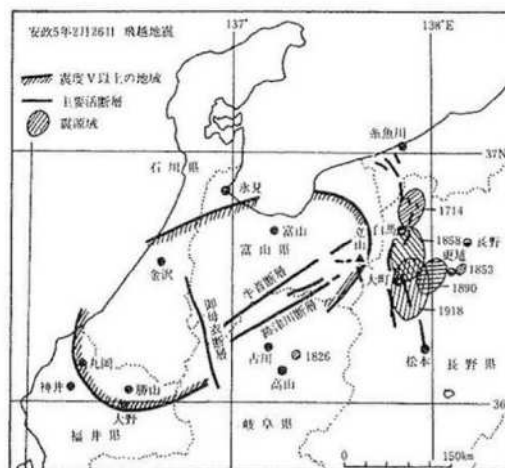 安政5年2月26日 飛越地震
137°
138°E
震度V以上の地域
主要活断層
震源域
糸魚川
37N
石川県
氷見
1714
富山
立山
白馬
1858
長野
富山県
東埴
1853
金沢
大町
牛首断層
1890
御母衣断層
跡津川断層
1918
丸岡
古川
1826
松本
長野県
神井
勝山
高山
大野
36
福井県
岐阜県
0
150km